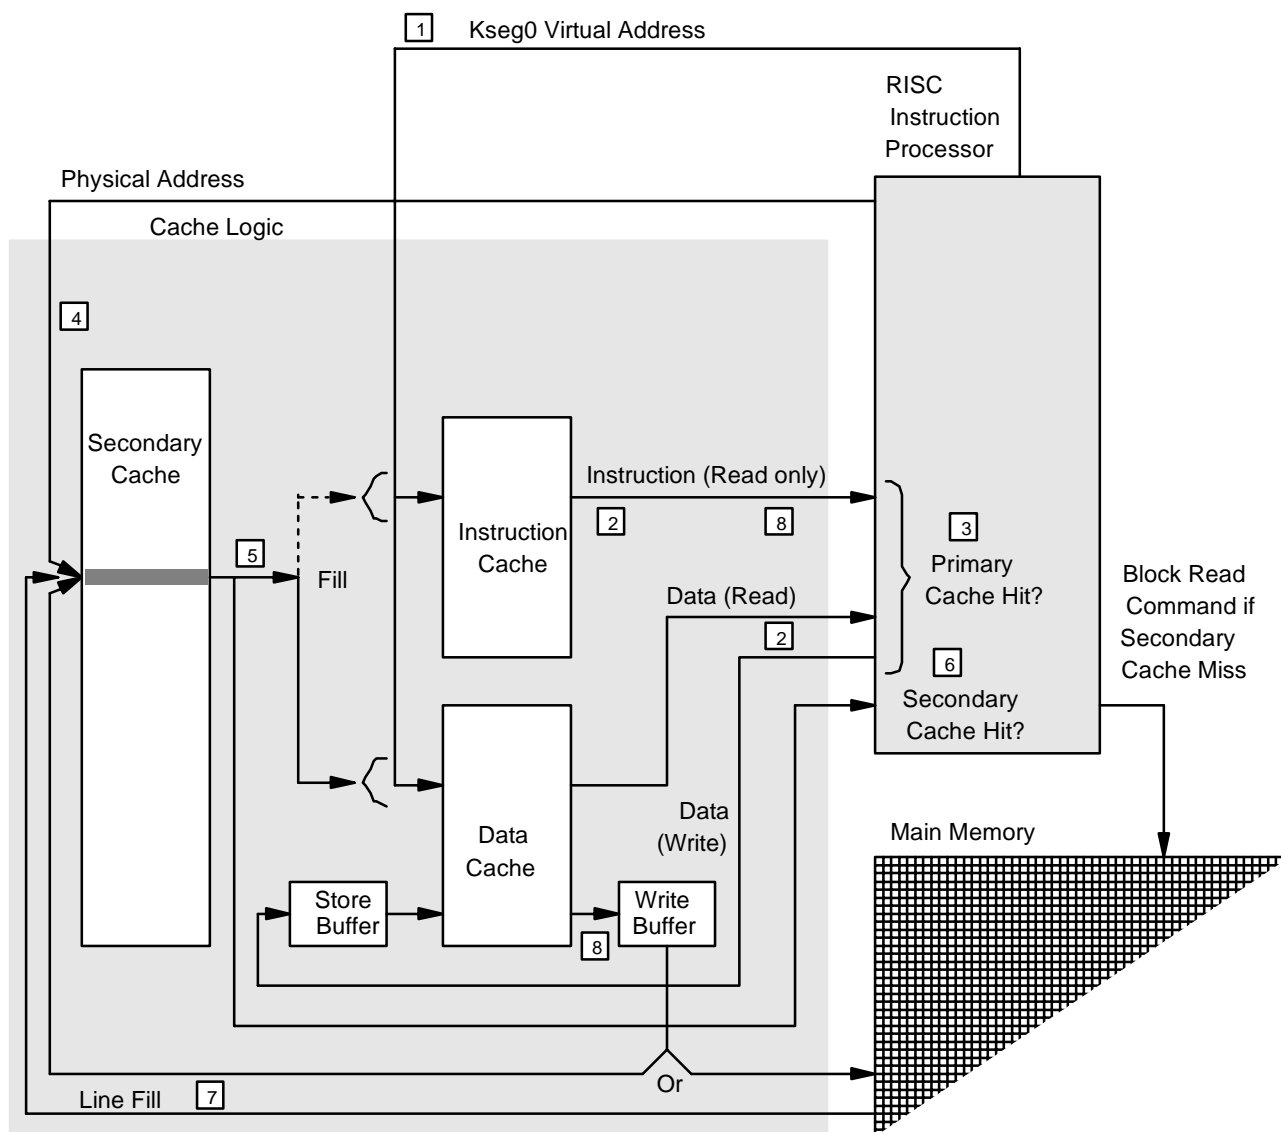 1
Kseg0 Virtual Address
RISC
Instruction
Processor
Physical Address
Cache Logic
4
Secondary
Cache
Instruction (Read only)
2
8
Instruction
Cache
3
Primary
Cache Hit?
5
Fill
Data (Read)
2
Block Read
Command if
Secondary
Cache Miss
6
Secondary
Cache Hit?
Data
(Write)
Data
Cache
Main Memory
Store
Buffer
Write
Buffer
8
Or
Line Fill
7